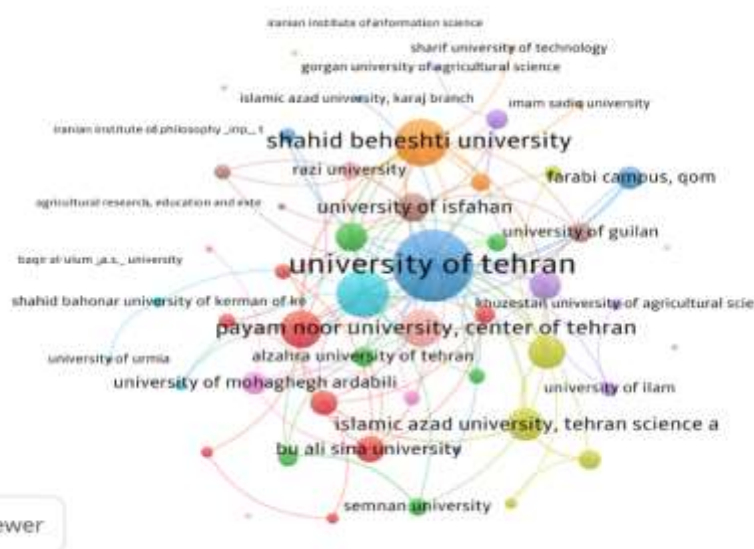 iranian institute of information science
sharif university of technology
gorgan university of agricultural science
islamic azad university, karaj branch
imam sadiq university
iranian institute of philosophy _irip_ t
shahid beheshti university
razi university
farabi campus, qom
agricultural research, education and exte
university of isfahan
university of guilan
baqir al-ulum _a.s._ university
university of tehran
shahid bahonar university of kerman of ke
khuzestan university of agricultural scie
payam noor university, center of tehran
alzahra university of tehran
university of urmia
university of mohaghegh ardabili
university of ilam
islamic azad university, tehran science a
bu ali sina university
semnan university
ewer